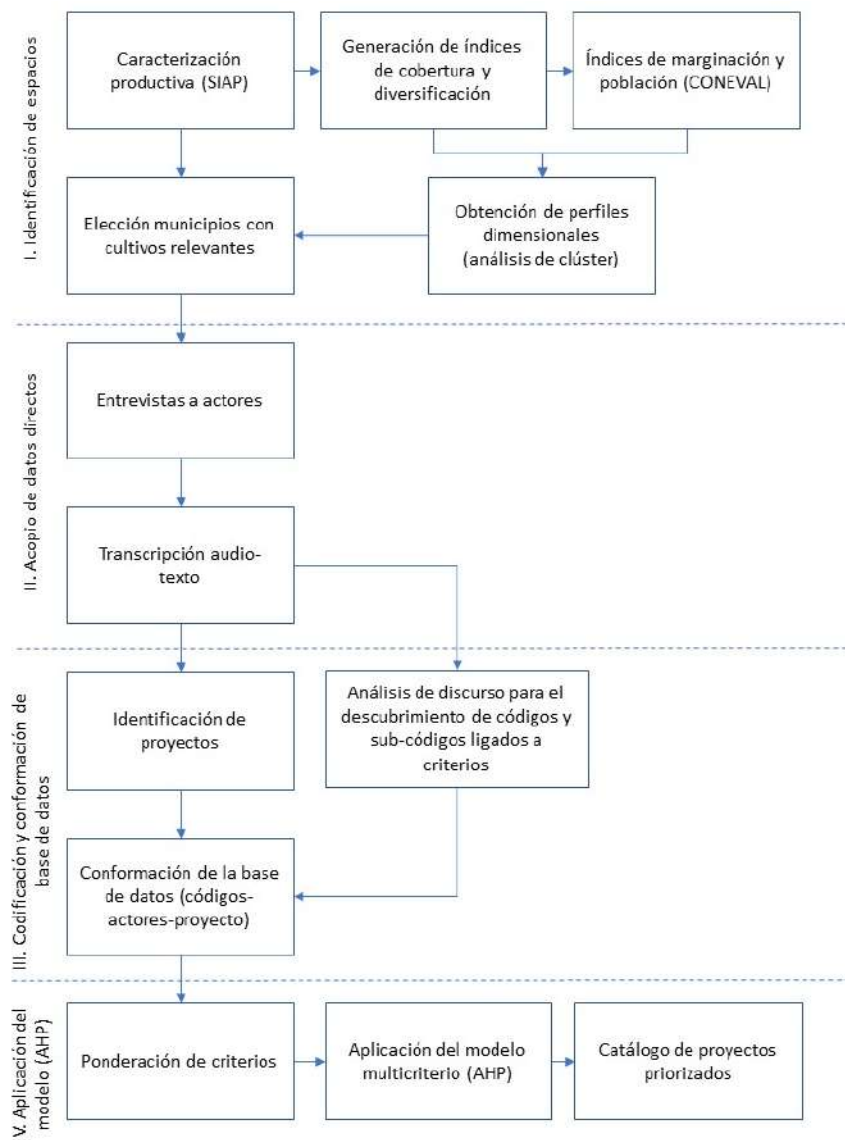 I. Identificación de espacios
Caracterización
productiva (SIAP)
Generación de índices
de cobertura y
diversificación
Índices de marginación y
población (CONEVAL)
Elección municipios con
cultivos relevantes
Obtención de perfiles
dimensionales
(análisis de clúster)
II. Acopio de datos directos
Entrevistas a actores
Transcripción audio-
texto
III. Codificación y conformación de
base de datos
Identificación de
proyectos
Análisis de discurso para el
descubrimiento de códigos y
sub-códigos ligados a
criterios
Conformación de la base
de datos (códigos-
actores-proyecto)
V. Aplicación del
modelo (AHP)
Ponderación de criterios
Aplicación del modelo
multicriterio (AHP)
Catálogo de proyectos
priorizados